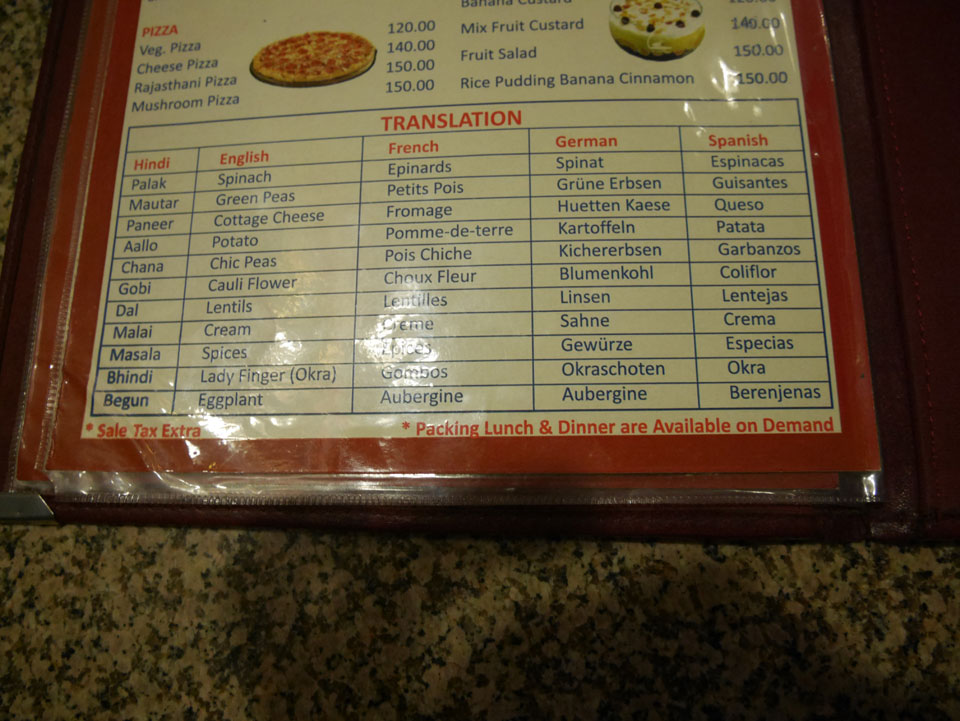 Banana Custard
PIZZA 120.00
Veg. Pizza 140.00
Cheese Pizza 150.00
Rajasthani Pizza 150.00
Mushroom Pizza
Mix Fruit Custard 140.00
Fruit Salad 150.00
Rice Pudding Banana Cinnamon 150.00
TRANSLATION
Hindi English French German Spanish
Palak Spinach Epinards Spinat Espinacas
Mautar Green Peas Petits Pois Grüne Erbsen Guisantes
Paneer Cottage Cheese Fromage Huetten Kaese Queso
Aallo Potato Pomme-de-terre Kartoffeln Patata
Chana Chic Peas Pois Chiche Kichererbsen Garbanzos
Gobi Cauli Flower Choux Fleur Blumenkohl Coliflor
Dal Lentils Lentilles Linsen Lentejas
Malai Cream Creme Sahne Crema
Masala Spices Epices Gewürze Especias
Bhindi Lady Finger (Okra) Gombos Okraschoten Okra
Begun Eggplant Aubergine Aubergine Berenjenas
* Sale Tax Extra * Packing Lunch & Dinner are Available on Demand